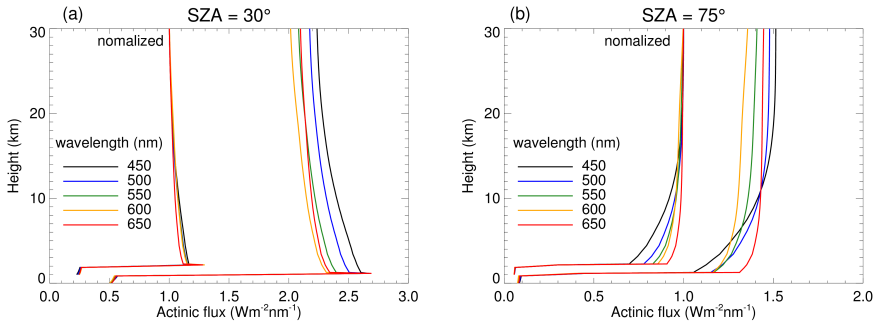 (a) SZA = 30°
nomalized
30
20
10
0
Height (km)
wavelength (nm)
450
500
550
600
650
0.0 0.5 1.0 1.5 2.0 2.5 3.0
Actinic flux (Wm-2nm-1)
(b) SZA = 75°
nomalized
30
20
10
0
Height (km)
wavelength (nm)
450
500
550
600
650
0.0 0.5 1.0 1.5 2.0
Actinic flux (Wm-2nm-1)